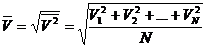 V̅ = √V̅² = √((V₁² + V₂² + ... + V_N²) / N)